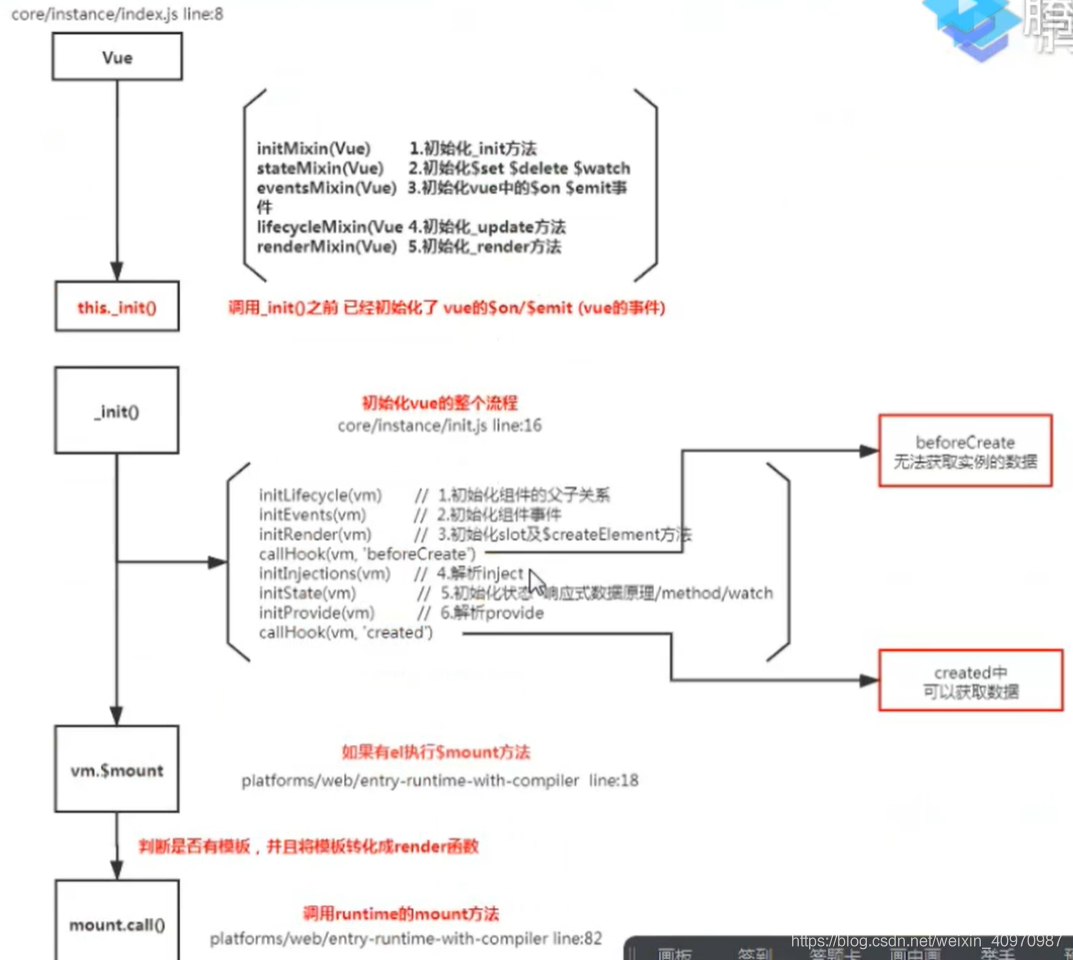 core/instance/index.js line:8
Vue
initMixin(Vue) 1.初始化_init方法
stateMixin(Vue) 2.初始化$set $delete $watch
eventsMixin(Vue) 3.初始化vue中的$on $emit事
件
lifecycleMixin(Vue 4.初始化_update方法
renderMixin(Vue) 5.初始化_render方法
this._init()
调用_init()之前 已经初始化了 vue的$on/$emit (vue的事件)
_init()
初始化vue的整个流程
core/instance/init.js line:16
beforeCreate
无法获取实例的数据
initLifecycle(vm) // 1.初始化组件的父子关系
initEvents(vm) // 2.初始化组件事件
initRender(vm) // 3.初始化slot及$createElement方法
callHook(vm, 'beforeCreate')
initInjections(vm) // 4.解析inject
initState(vm) // 5.初始化状态 响应式数据原理/method/watch
initProvide(vm) // 6.解析provide
callHook(vm, 'created')
created中
可以获取数据
vm.$mount
如果有el执行$mount方法
platforms/web/entry-runtime-with-compiler line:18
判断是否有模板，并且将模板转化成render函数
mount.call()
调用runtime的mount方法
platforms/web/entry-runtime-with-compiler line:82
画板 签到 答题卡 画中画 举手
https://blog.csdn.net/weixin_40970987